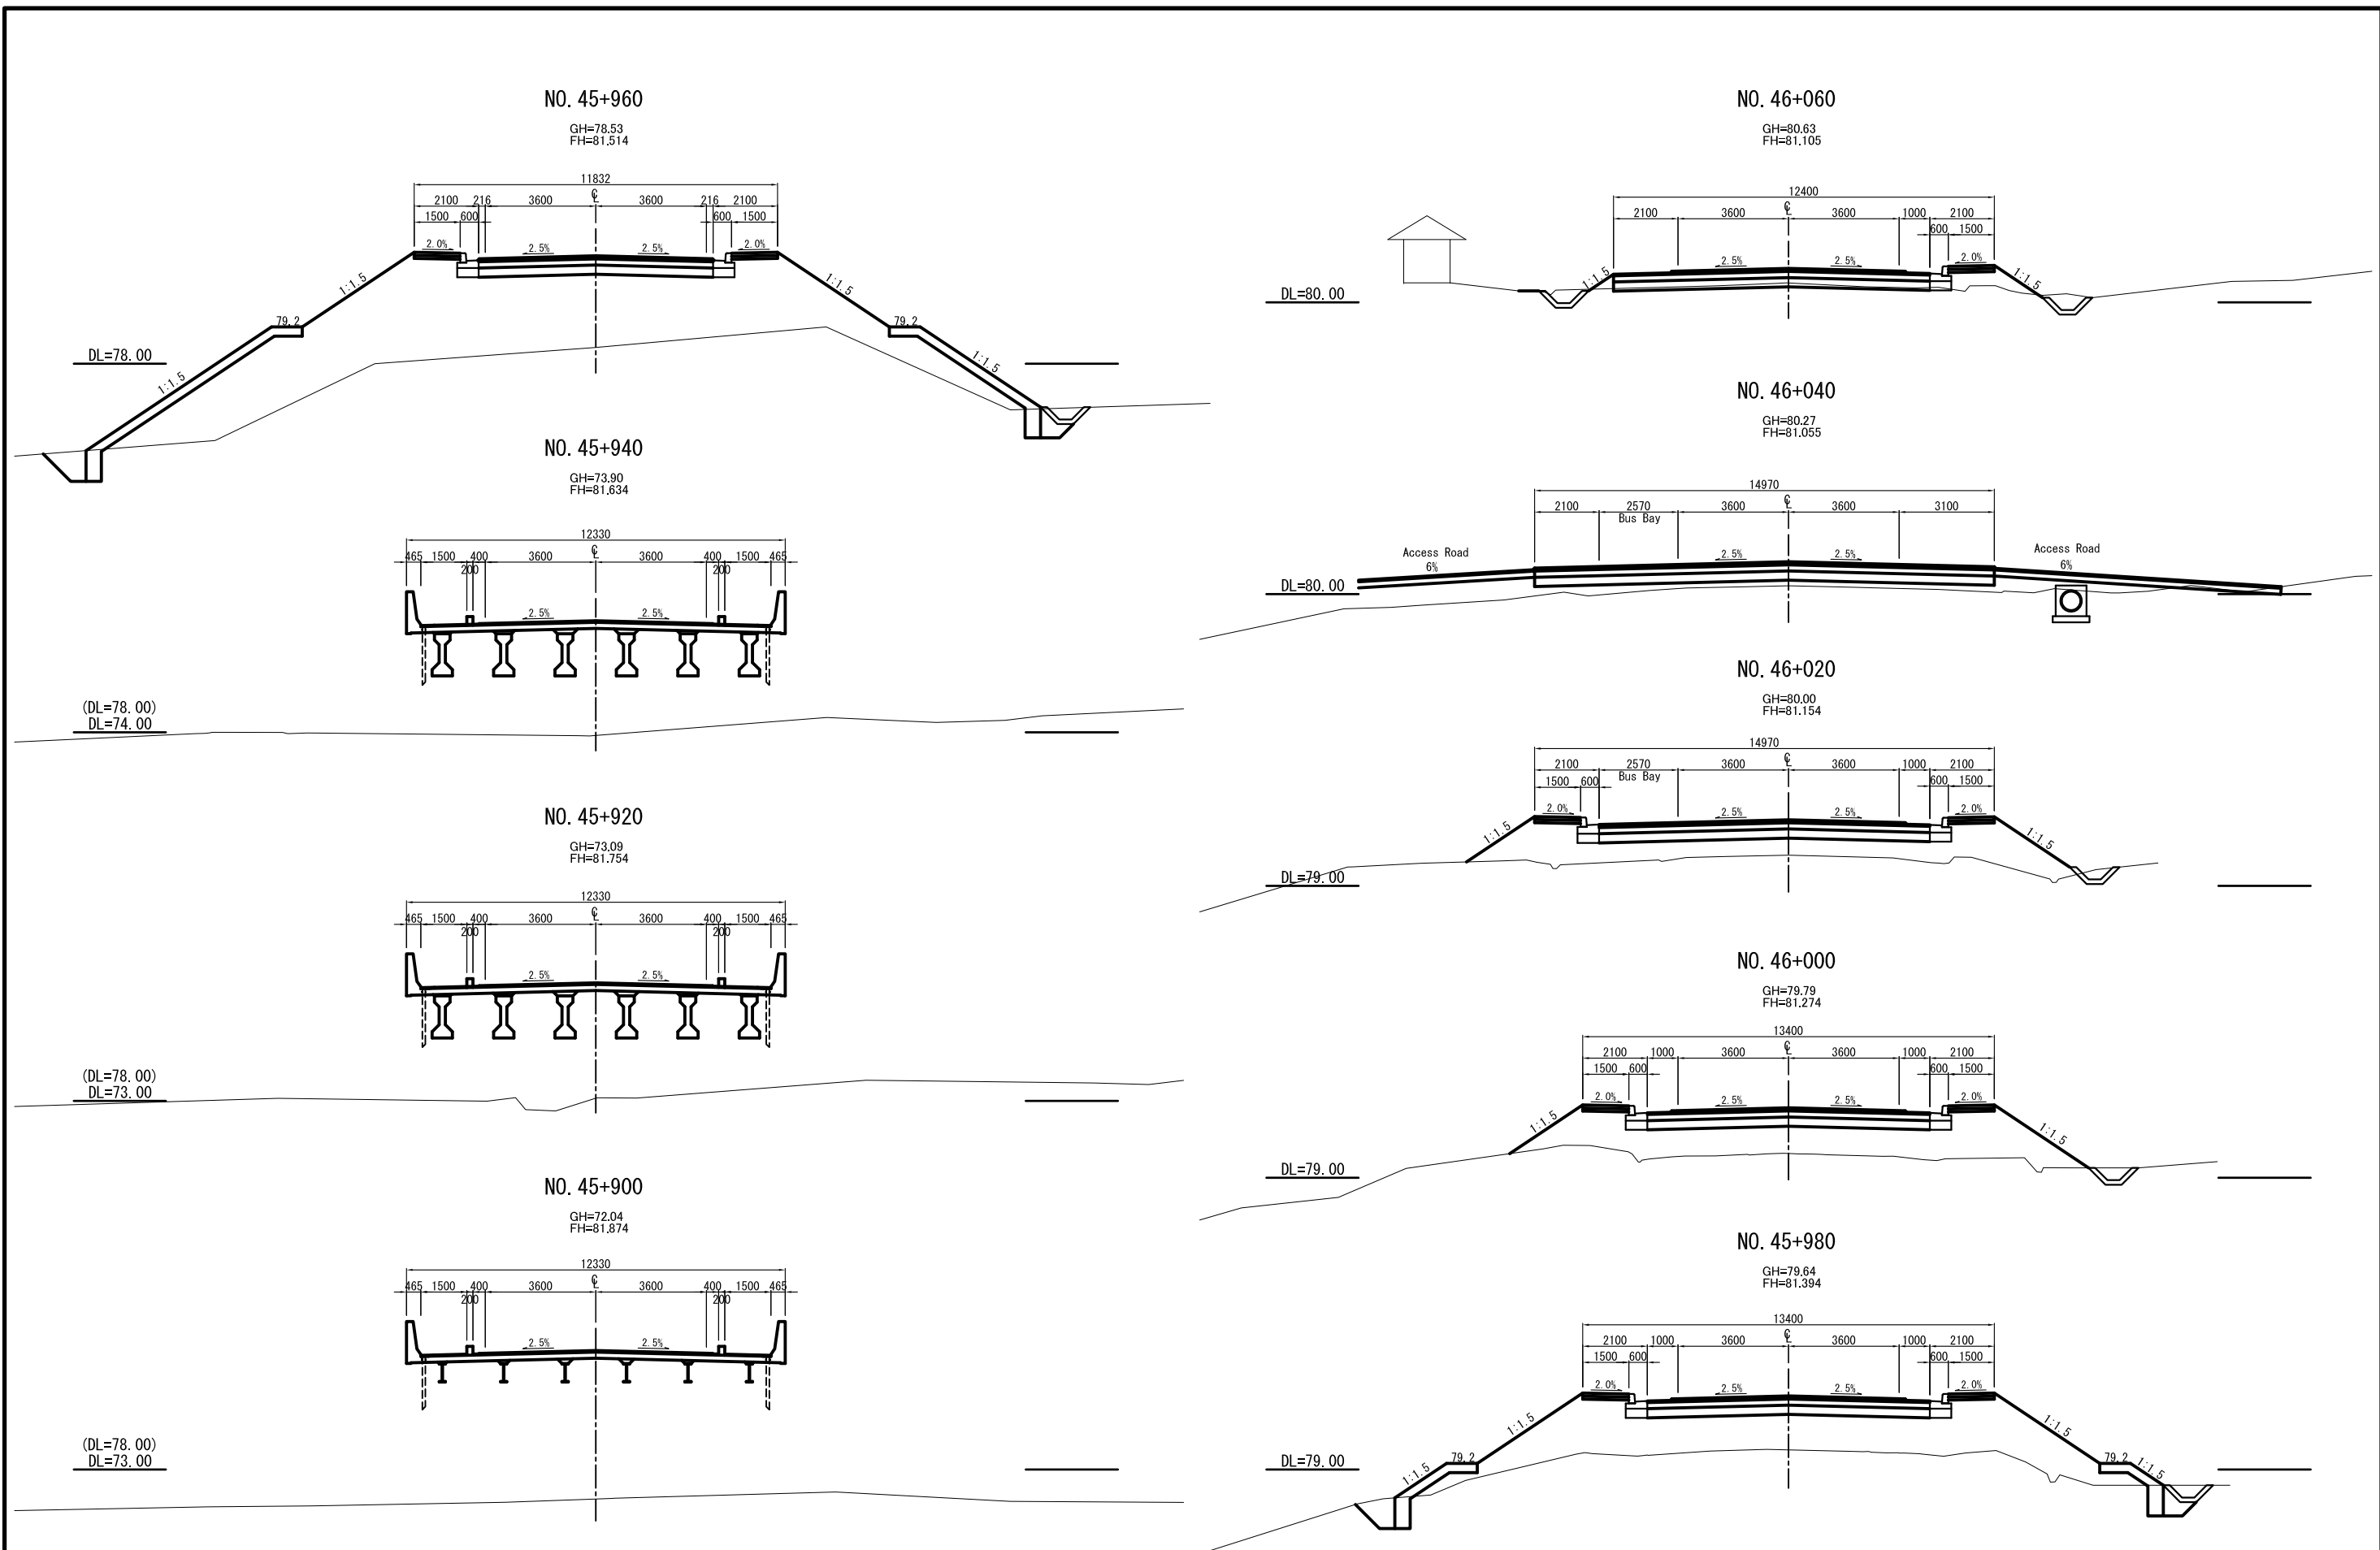 NO. 45+960
GH=78.53
FH=81.514
11832
℄
2100 216 3600 3600 216 2100
1500 600 600 1500
2.0% 2.5% 2.5% 2.0%
1:1.5 1:1.5
79.2 79.2
DL=78.00
1:1.5 1:1.5
NO. 45+940
GH=73.90
FH=81.634
12330
℄
465 1500 400 3600 3600 400 1500 465
200 200
2.5% 2.5%
(DL=78.00)
DL=74.00
NO. 45+920
GH=73.09
FH=81.754
12330
℄
465 1500 400 3600 3600 400 1500 465
200 200
2.5% 2.5%
(DL=78.00)
DL=73.00
NO. 45+900
GH=72.04
FH=81.874
12330
℄
465 1500 400 3600 3600 400 1500 465
200 200
2.5% 2.5%
(DL=78.00)
DL=73.00
NO. 46+060
GH=80.63
FH=81.105
12400
℄
2100 3600 3600 1000 2100
600 1500
2.5% 2.5% 2.0%
1:1.5 1:1.5
DL=80.00
NO. 46+040
GH=80.27
FH=81.055
14970
℄
2100 2570 3600 3600 3100
Bus Bay
Access Road 2.5% 2.5% Access Road
6% 6%
DL=80.00
NO. 46+020
GH=80.00
FH=81.154
14970
℄
2100 2570 3600 3600 1000 2100
Bus Bay
1500 600 600 1500
2.0% 2.5% 2.5% 2.0%
1:1.5 1:1.5
DL=79.00
NO. 46+000
GH=79.79
FH=81.274
13400
℄
2100 1000 3600 3600 1000 2100
1500 600 600 1500
2.0% 2.5% 2.5% 2.0%
1:1.5 1:1.5
DL=79.00
NO. 45+980
GH=79.64
FH=81.394
13400
℄
2100 1000 3600 3600 1000 2100
1500 600 600 1500
2.0% 2.5% 2.5% 2.0%
1:1.5 1:1.5
79.2 79.2
DL=79.00
1:1.5 1:1.5